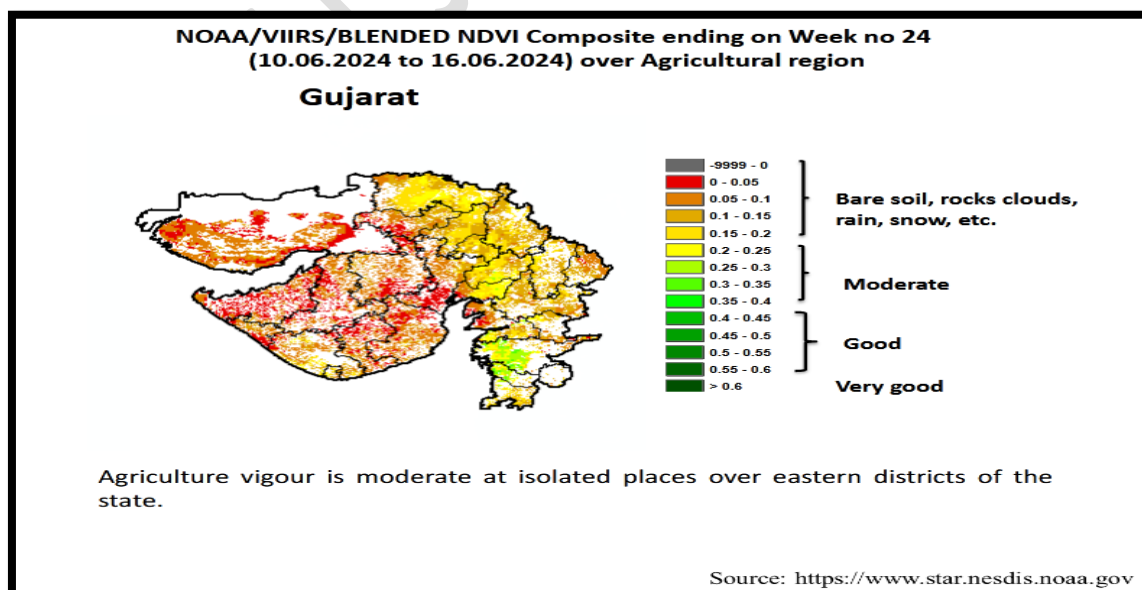 NOAA/VIIRS/BLENDED NDVI Composite ending on Week no 24
(10.06.2024 to 16.06.2024) over Agricultural region
Gujarat
-9999 - 0
0 - 0.05
0.05 - 0.1
0.1 - 0.15
0.15 - 0.2
0.2 - 0.25
0.25 - 0.3
0.3 - 0.35
0.35 - 0.4
0.4 - 0.45
0.45 - 0.5
0.5 - 0.55
0.55 - 0.6
> 0.6
Bare soil, rocks clouds,
rain, snow, etc.
Moderate
Good
Very good
Agriculture vigour is moderate at isolated places over eastern districts of the
state.
Source: https://www.star.nesdis.noaa.gov